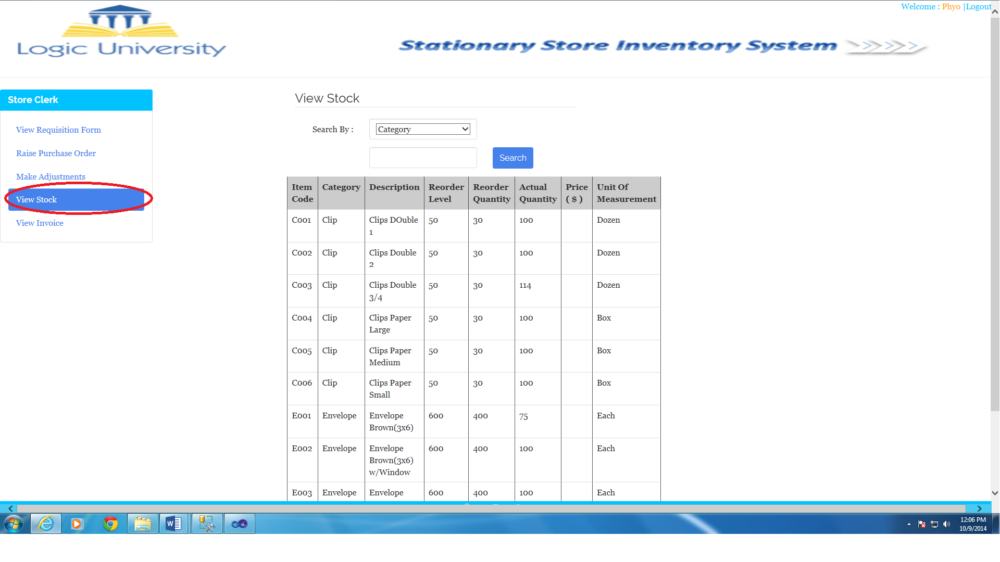 Welcome : Phyo |Logout
Logic University
Stationary Store Inventory System
Store Clerk
View Requisition Form
Raise Purchase Order
Make Adjustments
View Stock
View Invoice
View Stock
Search By :
Category
Search
Item Code Category Description Reorder Level Reorder Quantity Actual Quantity Price ( $ ) Unit Of Measurement
C001 Clip Clips DOuble 1 50 30 100 Dozen
C002 Clip Clips Double 2 50 30 100 Dozen
C003 Clip Clips Double 3/4 50 30 114 Dozen
C004 Clip Clips Paper Large 50 30 100 Box
C005 Clip Clips Paper Medium 50 30 100 Box
C006 Clip Clips Paper Small 50 30 100 Box
E001 Envelope Envelope Brown(3x6) 600 400 75 Each
E002 Envelope Envelope Brown(3x6) w/Window 600 400 100 Each
E003 Envelope Envelope 600 400 100 Each
12:06 PM
10/9/2014